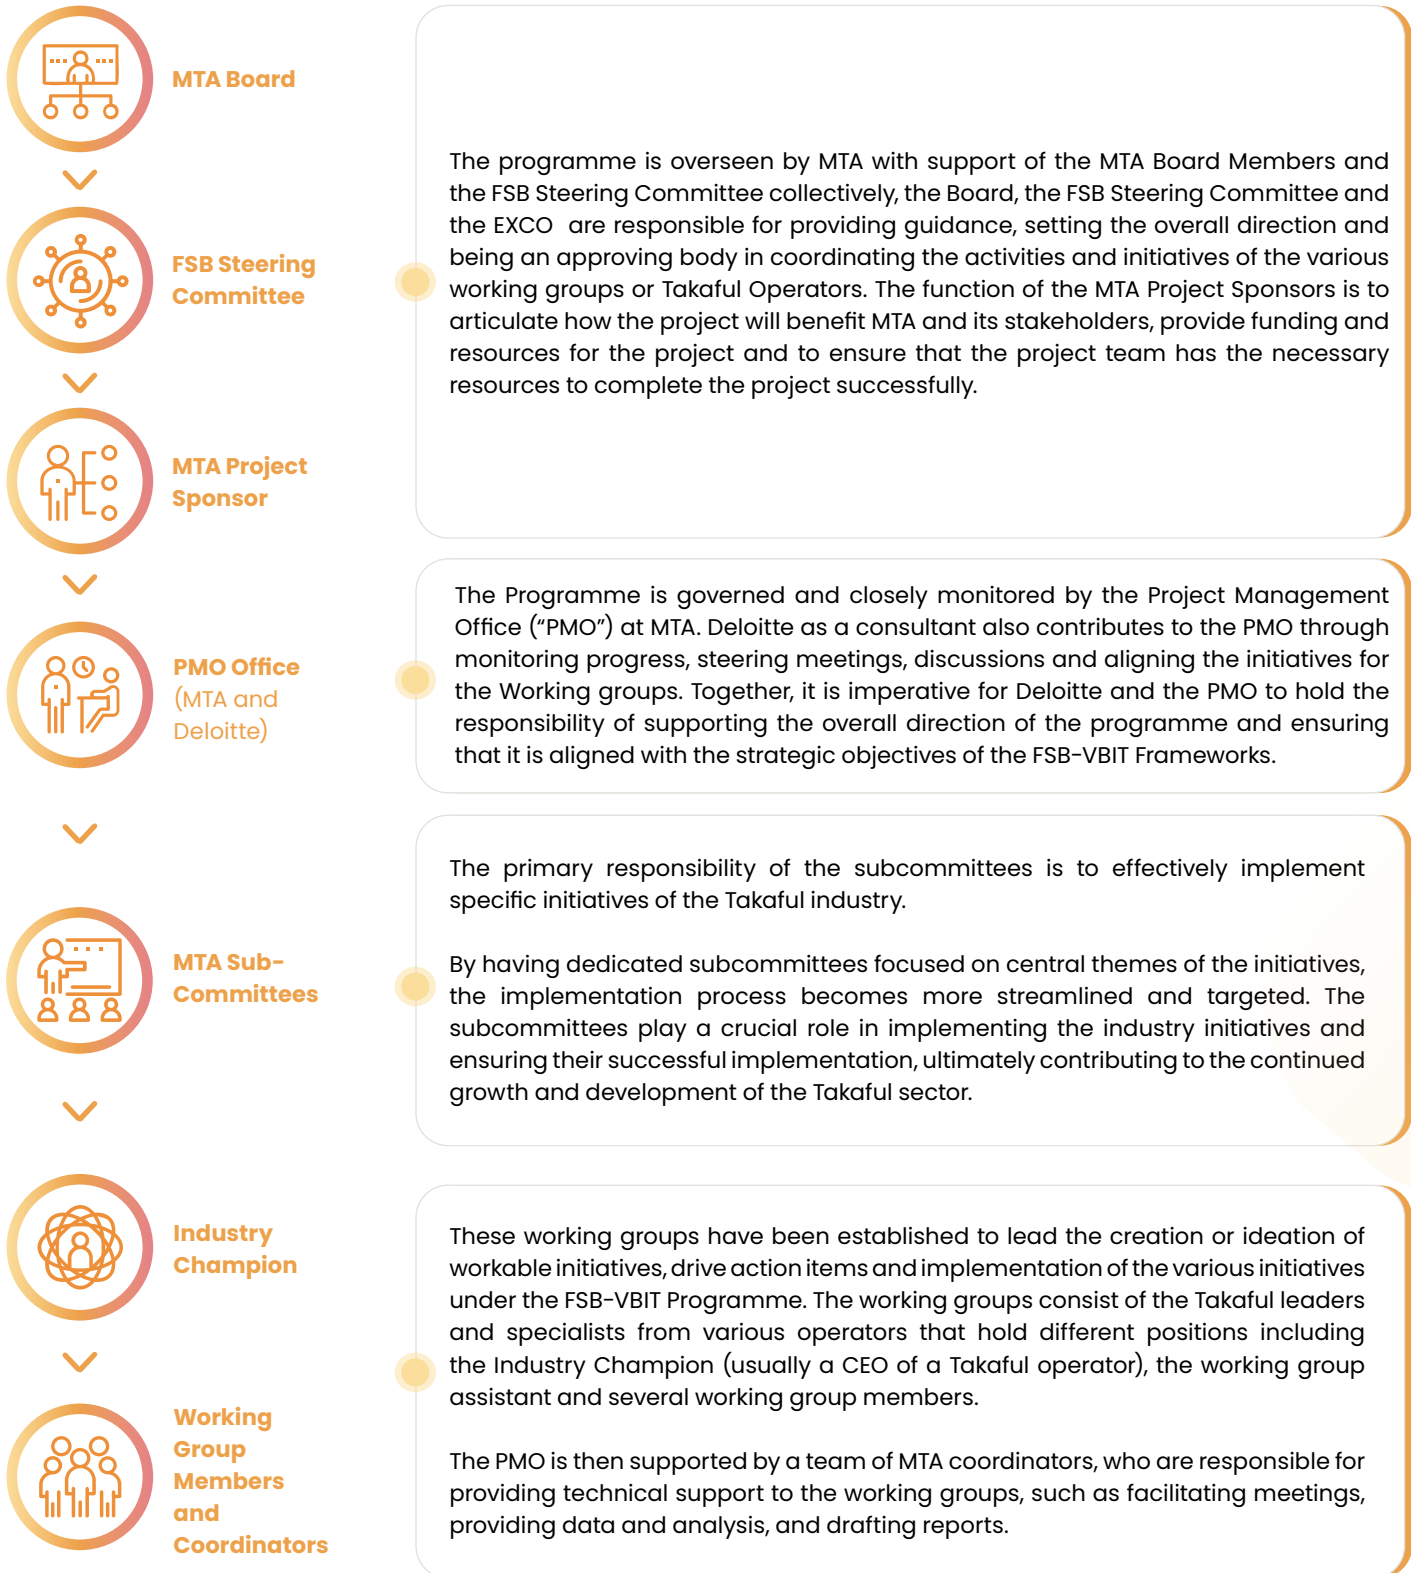 MTA Board
FSB Steering
Committee
MTA Project
Sponsor
The programme is overseen by MTA with support of the MTA Board Members and
the FSB Steering Committee collectively, the Board, the FSB Steering Committee and
the EXCO  are responsible for providing guidance, setting the overall direction and
being an approving body in coordinating the activities and initiatives of the various
working groups or Takaful Operators. The function of the MTA Project Sponsors is to
articulate how the project will benefit MTA and its stakeholders, provide funding and
resources for the project and to ensure that the project team has the necessary
resources to complete the project successfully.
PMO Office
(MTA and
Deloitte)
The Programme is governed and closely monitored by the Project Management
Office (“PMO”) at MTA. Deloitte as a consultant also contributes to the PMO through
monitoring progress, steering meetings, discussions and aligning the initiatives for
the Working groups. Together, it is imperative for Deloitte and the PMO to hold the
responsibility of supporting the overall direction of the programme and ensuring
that it is aligned with the strategic objectives of the FSB-VBIT Frameworks.
MTA Sub-
Committees
The primary responsibility of the subcommittees is to effectively implement
specific initiatives of the Takaful industry.
By having dedicated subcommittees focused on central themes of the initiatives,
the implementation process becomes more streamlined and targeted. The
subcommittees play a crucial role in implementing the industry initiatives and
ensuring their successful implementation, ultimately contributing to the continued
growth and development of the Takaful sector.
Industry
Champion
Working
Group
Members
and
Coordinators
These working groups have been established to lead the creation or ideation of
workable initiatives, drive action items and implementation of the various initiatives
under the FSB-VBIT Programme. The working groups consist of the Takaful leaders
and specialists from various operators that hold different positions including
the Industry Champion (usually a CEO of a Takaful operator), the working group
assistant and several working group members.
The PMO is then supported by a team of MTA coordinators, who are responsible for
providing technical support to the working groups, such as facilitating meetings,
providing data and analysis, and drafting reports.